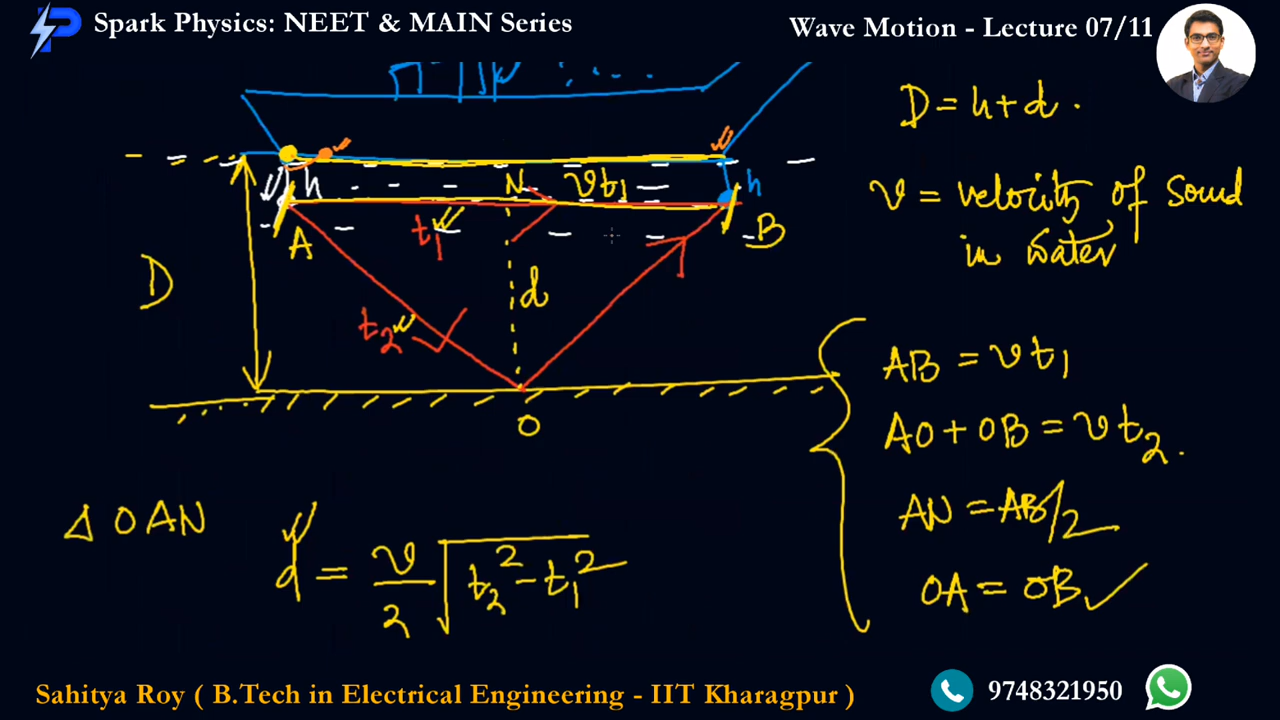 Spark Physics: NEET & MAIN Series
Wave Motion - Lecture 07/11
D = h + d .
h
N
vt₁
h
v = velocity of sound
in water
A
t₁
B
D
d
t₂
O
AB = vt₁
AO + OB = vt₂.
AN = AB/2
OA = OB
Δ OAN
d = v/2 √(t₂² - t₁²)
Sahitya Roy ( B.Tech in Electrical Engineering - IIT Kharagpur )
9748321950